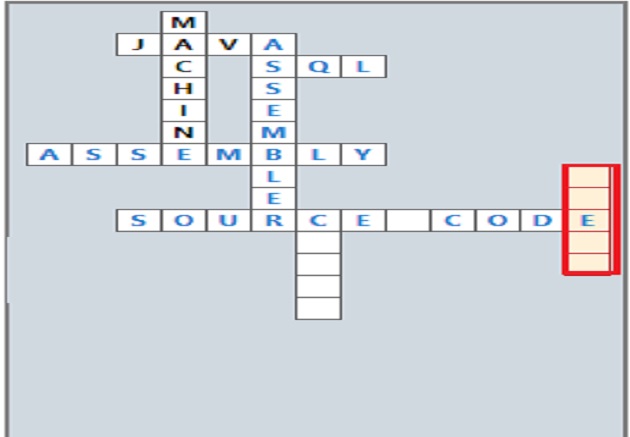 M
J A V A
C S Q L
H S
I E
N M
A S S E M B L Y
L
E
S O U R C E C O D E